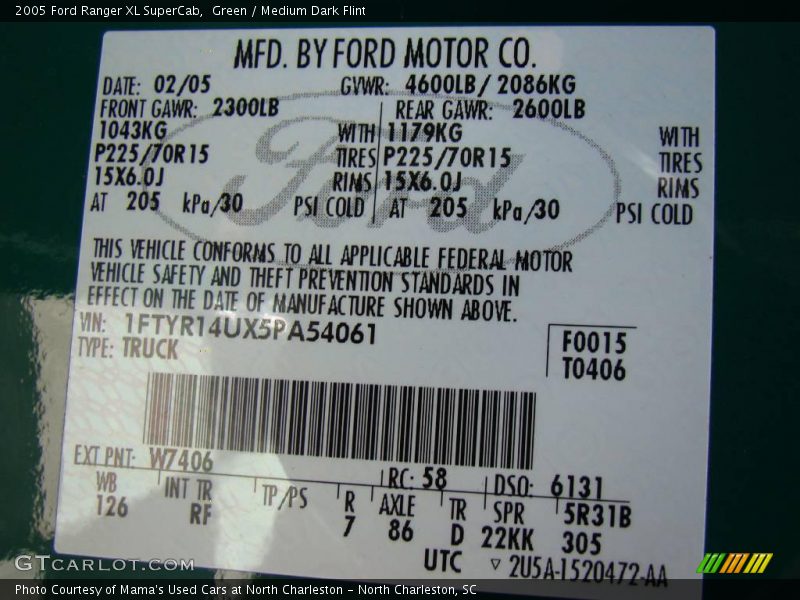 2005 Ford Ranger XL SuperCab, Green / Medium Dark Flint
MFD. BY FORD MOTOR CO.
DATE: 02/05 GVWR: 4600LB/ 2086KG
FRONT GAWR: 2300LB REAR GAWR: 2600LB
1043KG WITH 1179KG WITH
P225/70R15 TIRES P225/70R15 TIRES
15X6.0J RIMS 15X6.0J RIMS
AT 205 kPa/30 PSI COLD AT 205 kPa/30 PSI COLD
Ford
THIS VEHICLE CONFORMS TO ALL APPLICABLE FEDERAL MOTOR
VEHICLE SAFETY AND THEFT PREVENTION STANDARDS IN
EFFECT ON THE DATE OF MANUFACTURE SHOWN ABOVE.
VIN: 1FTYR14UX5PA54061
TYPE: TRUCK
F0015
T0406
EXT PNT: W7406
RC: 58 DSO: 6131
WB INT TR TP/PS R AXLE TR SPR 5R31B
126 RF 7 86 D 22KK 305
UTC ▽ 2U5A-1520472-AA
GTCARLOT.COM
Photo Courtesy of Mama's Used Cars at North Charleston - North Charleston, SC